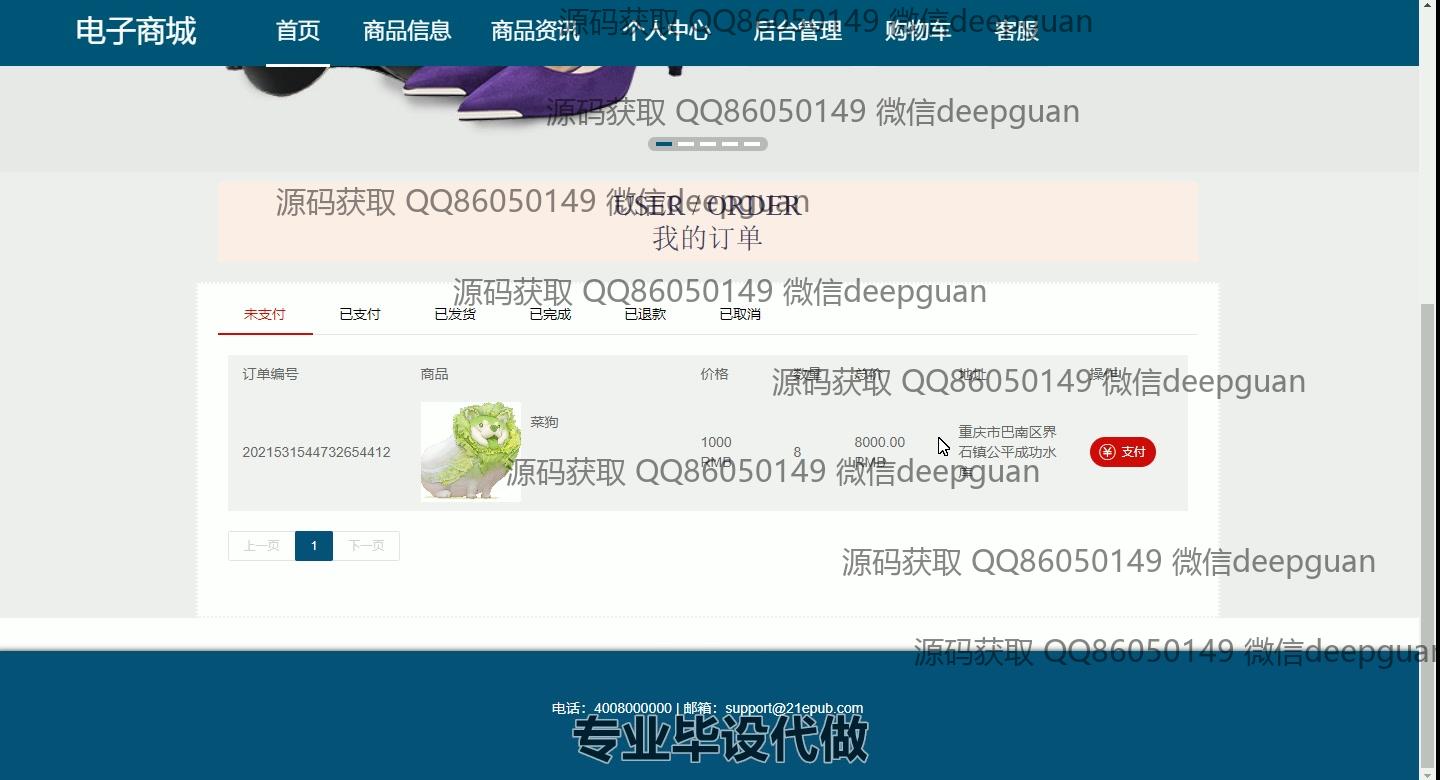 电子商城 首页 商品信息 商品资讯 个人中心 后台管理 购物车 客服
源码获取 QQ86050149 微信deepguan
源码获取 QQ86050149 微信deepguan
源码获取 QQ86050149 微信deepguan
USER / ORDER
我的订单
源码获取 QQ86050149 微信deepguan
未支付 已支付 已发货 已完成 已退款 已取消
订单编号 商品 价格 数量 总价 地址 操作
源码获取 QQ86050149 微信deepguan
菜狗
2021531544732654412
1000
RMB
8
8000.00
RMB
重庆市巴南区界
石镇公平成功水
库
支付
源码获取 QQ86050149 微信deepguan
上一页 1 下一页
源码获取 QQ86050149 微信deepguan
源码获取 QQ86050149 微信deepguan
电话：4008000000 | 邮箱：support@21epub.com
专业毕设代做